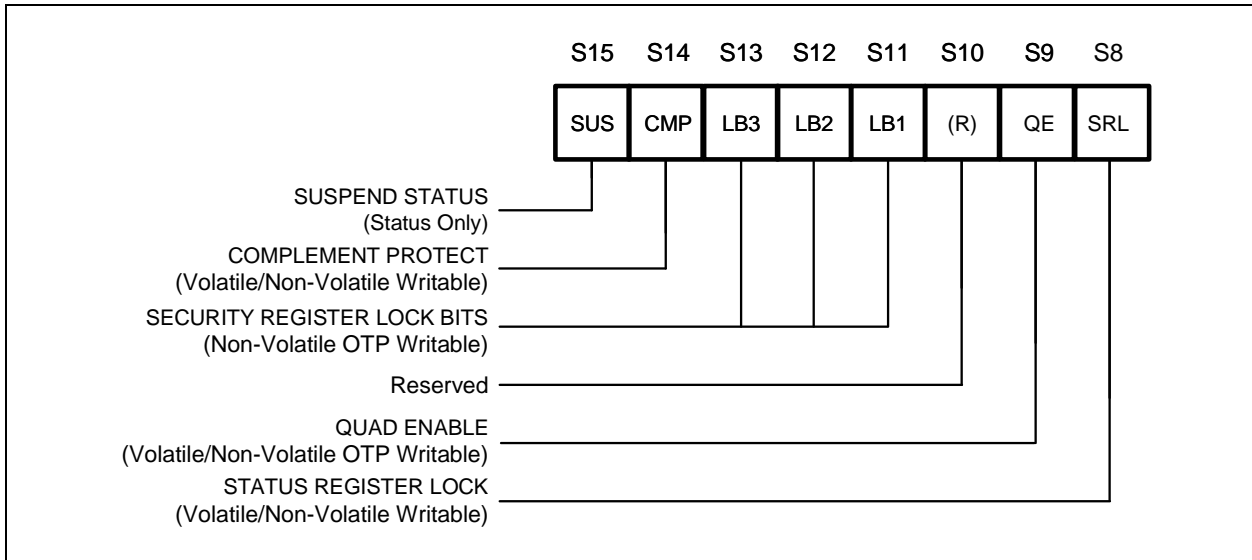 S15 S14 S13 S12 S11 S10 S9 S8
SUS CMP LB3 LB2 LB1 (R) QE SRL
SUSPEND STATUS
(Status Only)
COMPLEMENT PROTECT
(Volatile/Non-Volatile Writable)
SECURITY REGISTER LOCK BITS
(Non-Volatile OTP Writable)
Reserved
QUAD ENABLE
(Volatile/Non-Volatile OTP Writable)
STATUS REGISTER LOCK
(Volatile/Non-Volatile Writable)